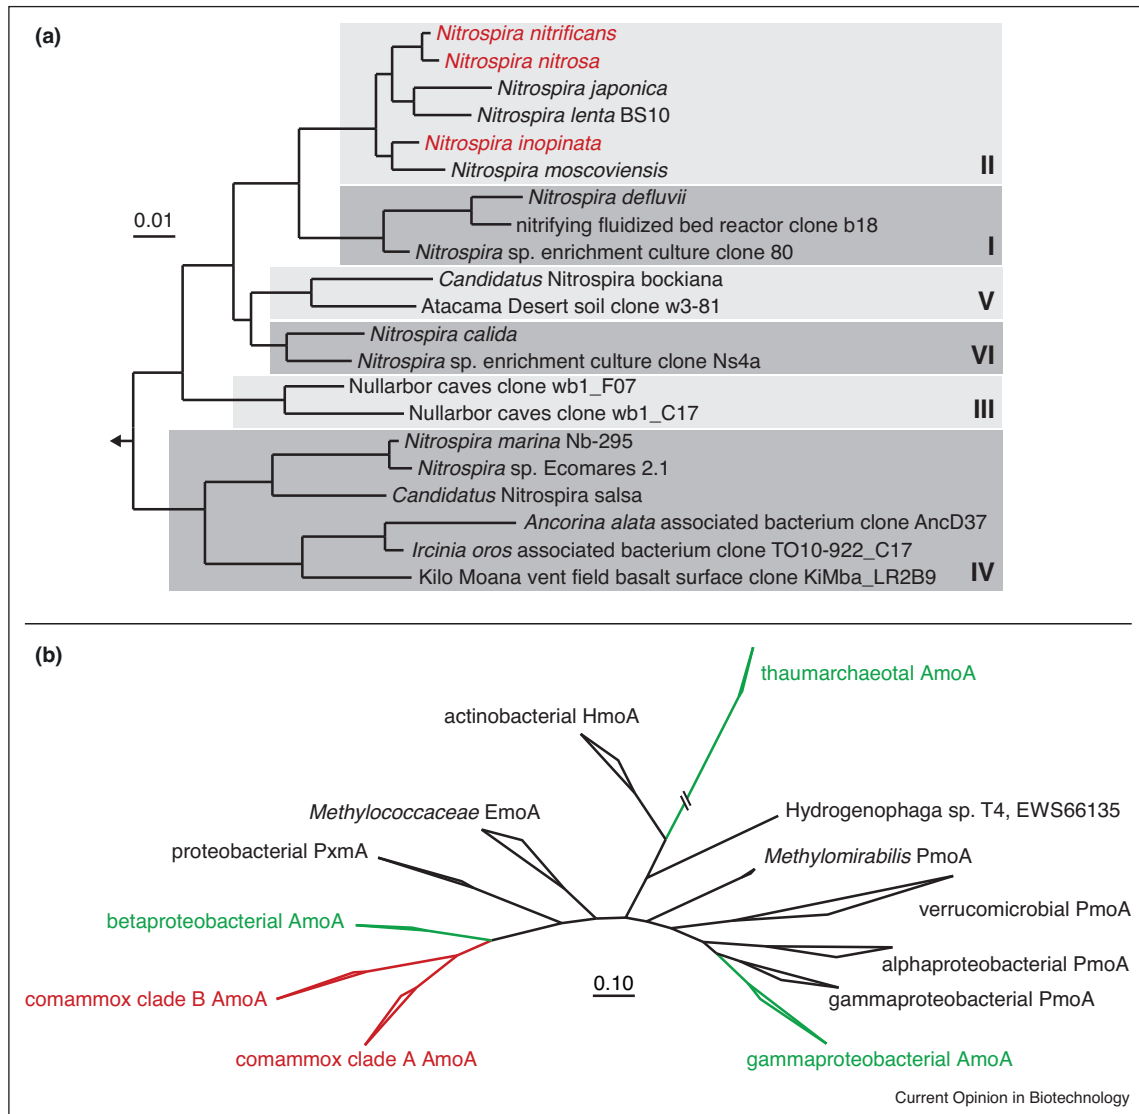 (a)
Nitrospira nitrificans
Nitrospira nitrosa
Nitrospira japonica
Nitrospira lenta BS10
Nitrospira inopinata
Nitrospira moscoviensis
II
Nitrospira defluvii
0.01
nitrifying fluidized bed reactor clone b18
Nitrospira sp. enrichment culture clone 80
I
Candidatus Nitrospira bockiana
Atacama Desert soil clone w3-81
V
Nitrospira calida
Nitrospira sp. enrichment culture clone Ns4a
VI
Nullarbor caves clone wb1_F07
Nullarbor caves clone wb1_C17
III
Nitrospira marina Nb-295
Nitrospira sp. Ecomares 2.1
Candidatus Nitrospira salsa
Ancorina alata associated bacterium clone AncD37
Ircinia oros associated bacterium clone TO10-922_C17
Kilo Moana vent field basalt surface clone KiMba_LR2B9
IV
(b)
thaumarchaeotal AmoA
actinobacterial HmoA
Methylococcaceae EmoA
Hydrogenophaga sp. T4, EWS66135
proteobacterial PxmA
Methylomirabilis PmoA
betaproteobacterial AmoA
verrucomicrobial PmoA
alphaproteobacterial PmoA
comammox clade B AmoA
0.10
gammaproteobacterial PmoA
comammox clade A AmoA
gammaproteobacterial AmoA
Current Opinion in Biotechnology